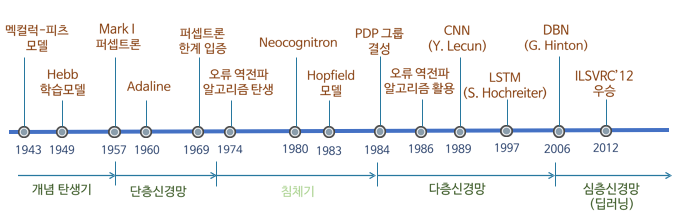 멕컬럭-피츠
모델
Hebb
학습모델
Mark I
퍼셉트론
Adaline
퍼셉트론
한계 입증
오류 역전파
알고리즘 탄생
Neocognitron
Hopfield
모델
PDP 그룹
결성
오류 역전파
알고리즘 활용
CNN
(Y. Lecun)
LSTM
(S. Hochreiter)
DBN
(G. Hinton)
ILSVRC’12
우승
1943
1949
1957
1960
1969
1974
1980
1983
1984
1986
1989
1997
2006
2012
개념 탄생기
단층신경망
침체기
다층신경망
심층신경망
(딥러닝)